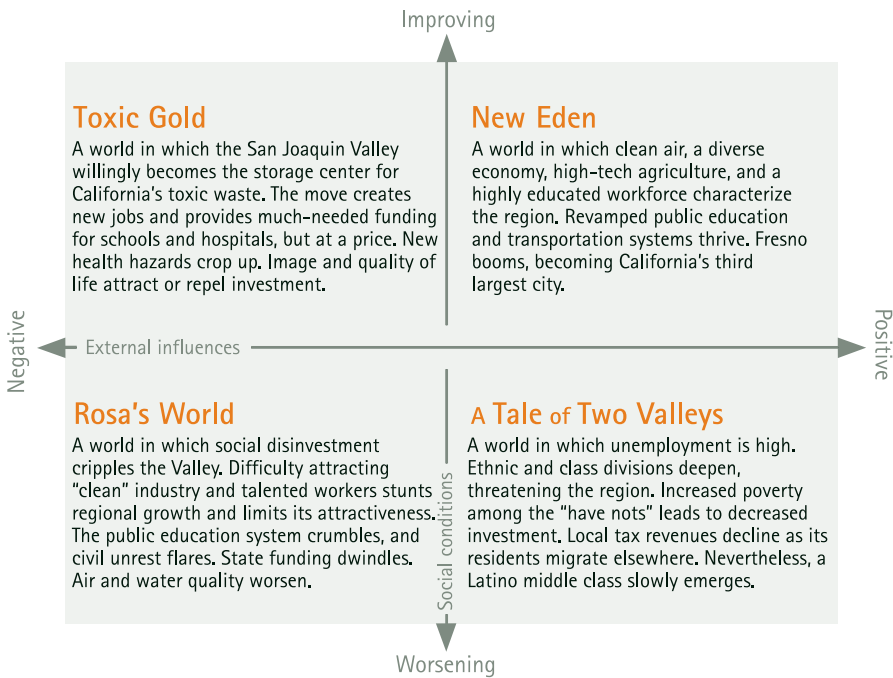 Improving
Toxic Gold
A world in which the San Joaquin Valley
willingly becomes the storage center for
California's toxic waste. The move creates
new jobs and provides much-needed funding
for schools and hospitals, but at a price. New
health hazards crop up. Image and quality of
life attract or repel investment.
New Eden
A world in which clean air, a diverse
economy, high-tech agriculture, and a
highly educated workforce characterize
the region. Revamped public education
and transportation systems thrive. Fresno
booms, becoming California's third
largest city.
Negative
External influences
Positive
Rosa's World
A world in which social disinvestment
cripples the Valley. Difficulty attracting
“clean” industry and talented workers stunts
regional growth and limits its attractiveness.
The public education system crumbles, and
civil unrest flares. State funding dwindles.
Air and water quality worsen.
Social conditions
A Tale of Two Valleys
A world in which unemployment is high.
Ethnic and class divisions deepen,
threatening the region. Increased poverty
among the “have nots” leads to decreased
investment. Local tax revenues decline as its
residents migrate elsewhere. Nevertheless, a
Latino middle class slowly emerges.
Worsening